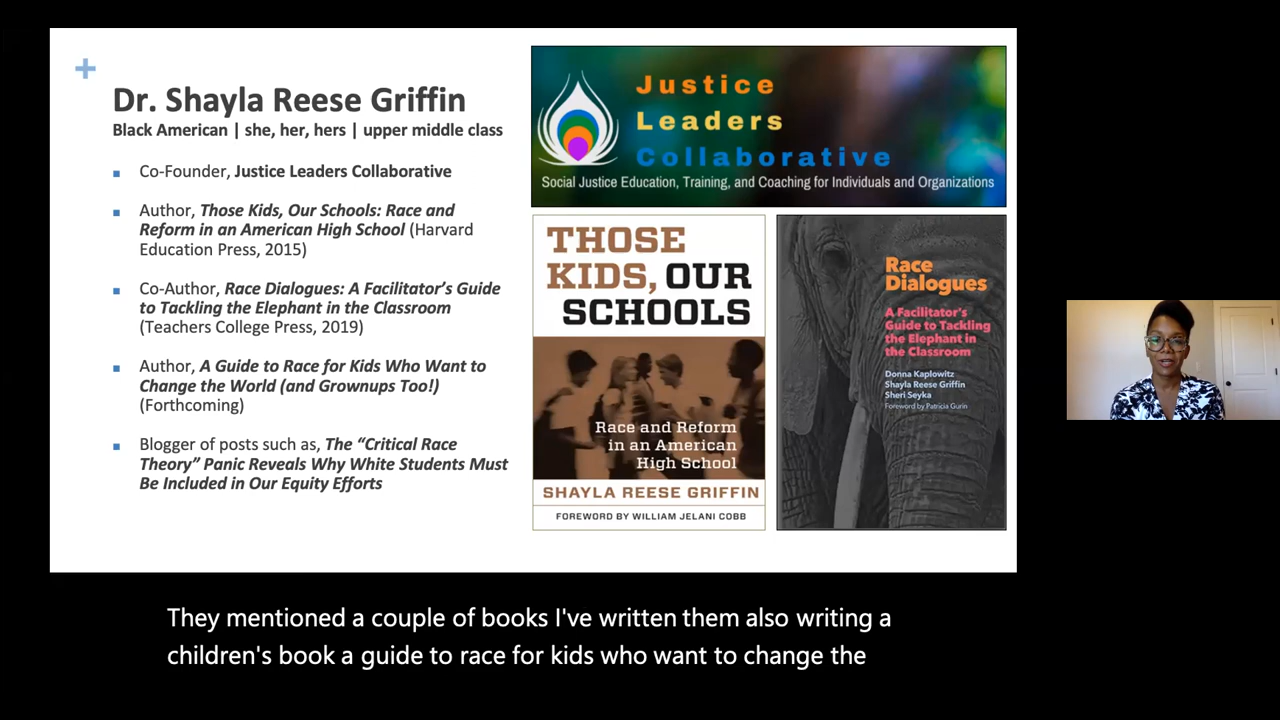 Dr. Shayla Reese Griffin
Black American | she, her, hers | upper middle class
Co-Founder, Justice Leaders Collaborative
Author, Those Kids, Our Schools: Race and
Reform in an American High School (Harvard
Education Press, 2015)
Co-Author, Race Dialogues: A Facilitator’s Guide
to Tackling the Elephant in the Classroom
(Teachers College Press, 2019)
Author, A Guide to Race for Kids Who Want to
Change the World (and Grownups Too!)
(Forthcoming)
Blogger of posts such as, The “Critical Race
Theory” Panic Reveals Why White Students Must
Be Included in Our Equity Efforts
Justice
Leaders
Collaborative
Social Justice Education, Training, and Coaching for Individuals and Organizations
THOSE
KIDS, OUR
SCHOOLS
Race and Reform
in an American
High School
SHAYLA REESE GRIFFIN
FOREWORD BY WILLIAM JELANI COBB
Race
Dialogues
A Facilitator's
Guide to Tackling
the Elephant in
the Classroom
Donna Kaplowitz
Shayla Reese Griffin
Sheri Seyka
Foreword by Patricia Gurin
They mentioned a couple of books I've written them also writing a
children's book a guide to race for kids who want to change the